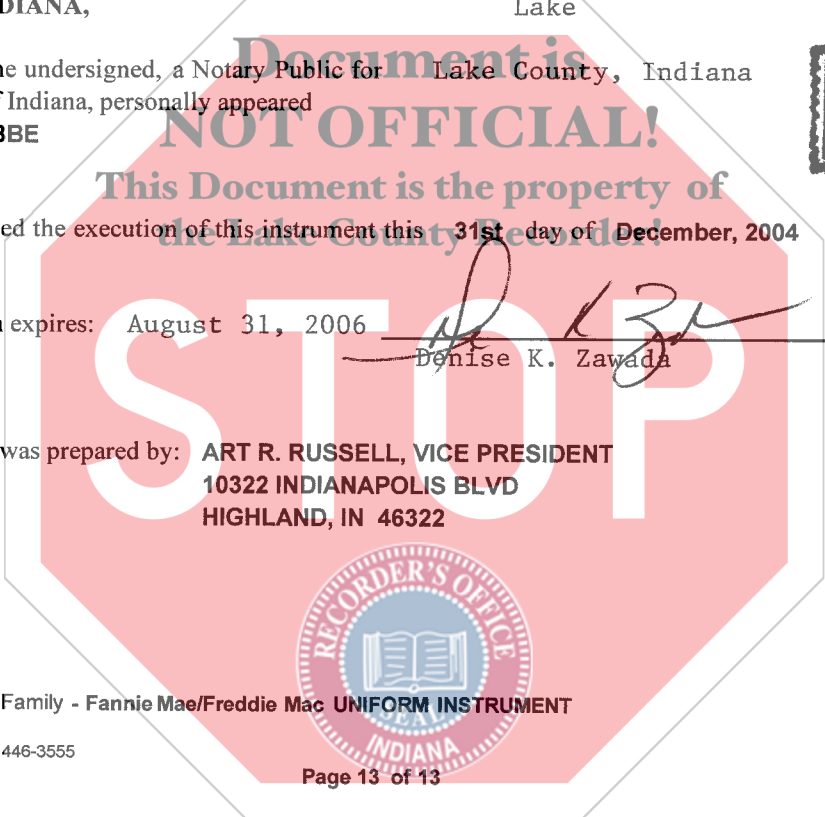 DIANA, Lake
Document is
e undersigned, a Notary Public for Lake County, Indiana
f Indiana, personally appeared
NOT OFFICIAL!
BBE
This Document is the property of
ed the execution of this instrument this 31st day of December, 2004
the Lake County Recorder!
n expires: August 31, 2006
Denise K. Zawada
STOP
was prepared by: ART R. RUSSELL, VICE PRESIDENT
10322 INDIANAPOLIS BLVD
HIGHLAND, IN 46322
RECORDER'S OFFICE
SEAL
INDIANA
Family - Fannie Mae/Freddie Mac UNIFORM INSTRUMENT
446-3555
Page 13 of 13